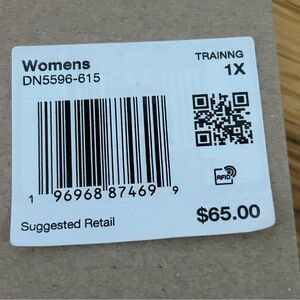 Womens TRAINNG
DN5596-615 1X
1 96968 87469 9
RFID
Suggested Retail $65.00